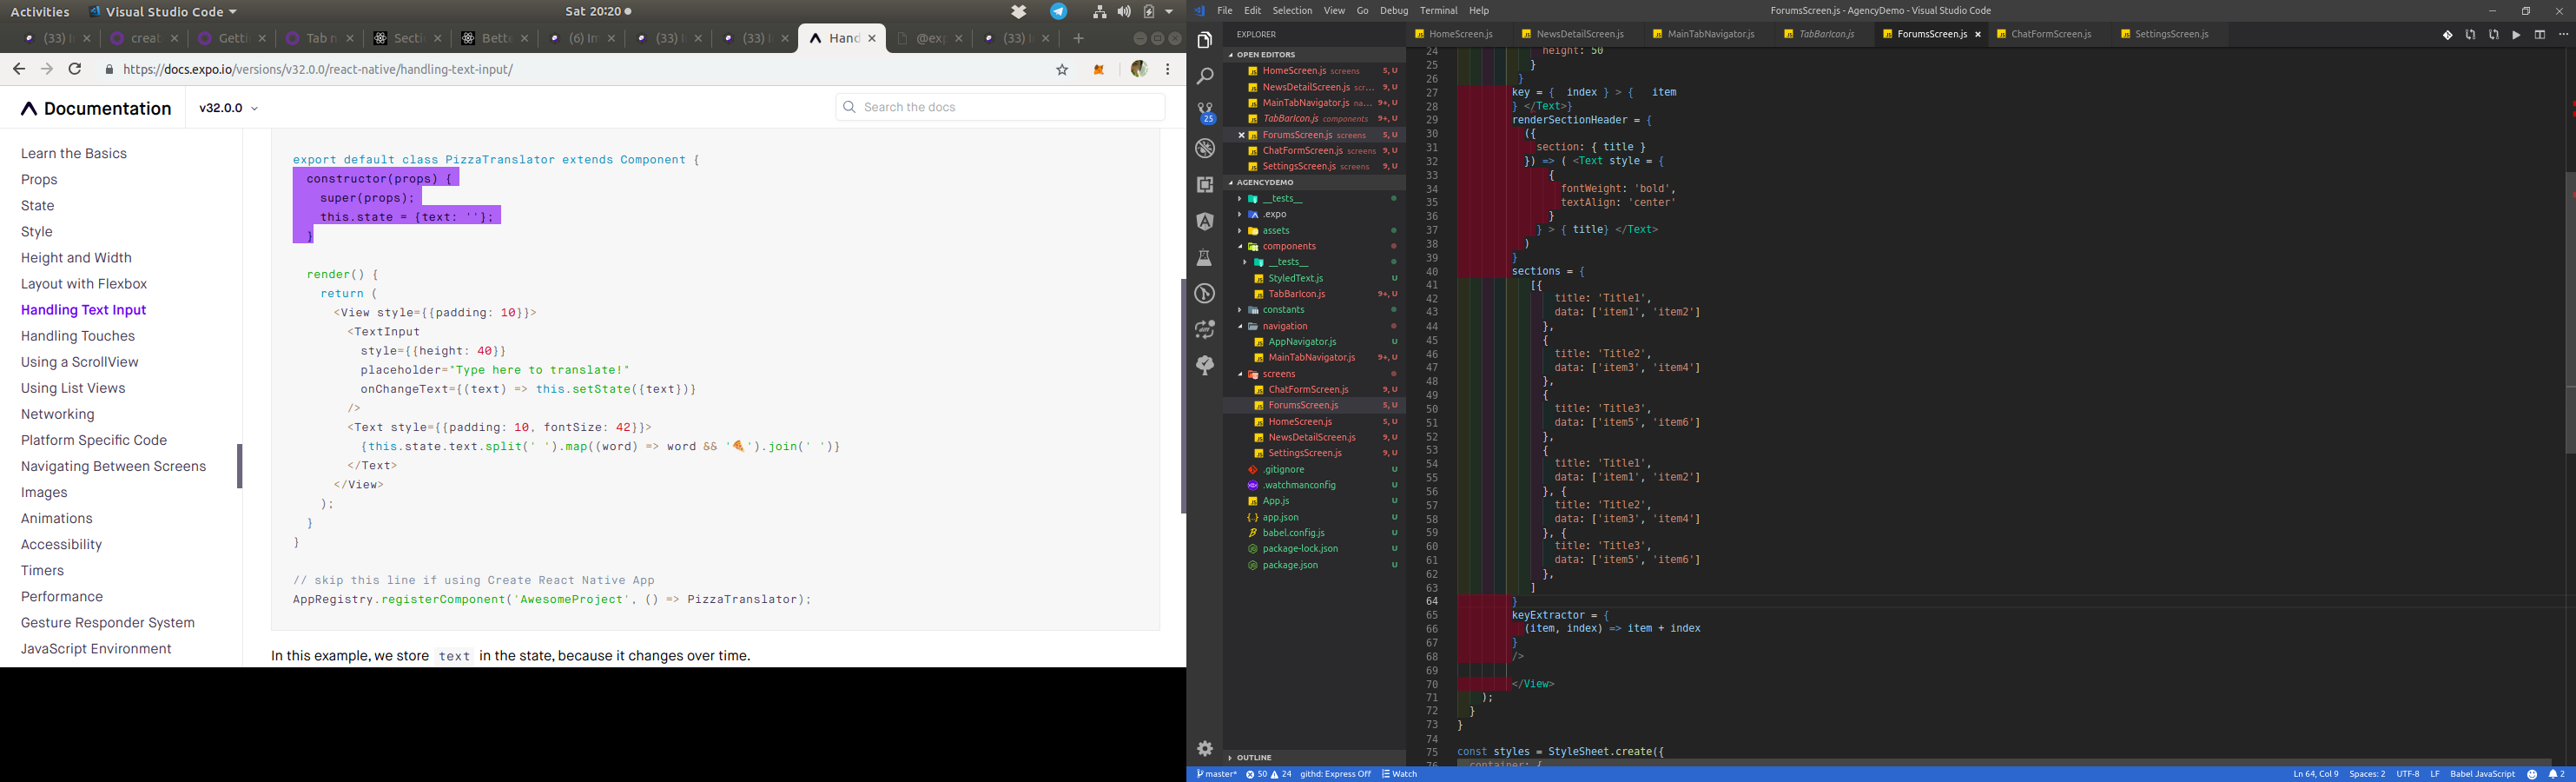 Activities
Visual Studio Code
Sat 20:20
(33) I
creat
Getti
Tab n
Secti
Bette
(6) Im
(33) I
(33) I
Hand
@exp
(33) I
https://docs.expo.io/versions/v32.0.0/react-native/handling-text-input/
Documentation
v32.0.0
Search the docs
Learn the Basics
Props
State
Style
Height and Width
Layout with Flexbox
Handling Text Input
Handling Touches
Using a ScrollView
Using List Views
Networking
Platform Specific Code
Navigating Between Screens
Images
Animations
Accessibility
Timers
Performance
Gesture Responder System
JavaScript Environment
export default class PizzaTranslator extends Component {
constructor(props) {
super(props);
this.state = {text: ''};
}
render() {
return (
<View style={{padding: 10}}>
<TextInput
style={{height: 40}}
placeholder="Type here to translate!"
onChangeText={(text) => this.setState({text})}
/>
<Text style={{padding: 10, fontSize: 42}}>
{this.state.text.split(' ').map((word) => word && '🍕').join(' ')}
</Text>
</View>
);
}
}
// skip this line if using Create React Native App
AppRegistry.registerComponent('AwesomeProject', () => PizzaTranslator);
In this example, we store text in the state, because it changes over time.
File Edit Selection View Go Debug Terminal Help
ForumsScreen.js - AgencyDemo - Visual Studio Code
EXPLORER
OPEN EDITORS
HomeScreen.js screens 5, U
NewsDetailScreen.js scr... 9, U
MainTabNavigator.js na... 9+, U
TabBarIcon.js components 9+, U
ForumsScreen.js screens 5, U
ChatFormScreen.js screens 9, U
SettingsScreen.js screens 9, U
25
AGENCYDEMO
__tests__
.expo
assets
components
__tests__
StyledText.js U
TabBarIcon.js 9+, U
constants
navigation
AppNavigator.js U
MainTabNavigator.js 9+, U
screens
ChatFormScreen.js 9, U
ForumsScreen.js 5, U
HomeScreen.js 5, U
NewsDetailScreen.js 9, U
SettingsScreen.js 9, U
.gitignore U
.watchmanconfig U
App.js U
app.json U
babel.config.js U
package-lock.json U
package.json U
OUTLINE
HomeScreen.js
NewsDetailScreen.js
MainTabNavigator.js
TabBarIcon.js
ForumsScreen.js
ChatFormScreen.js
SettingsScreen.js
24 height: 50
25 }
26 }
27 key = { index } > { item
28 } </Text>}
29 renderSectionHeader = {
30 ({
31 section: { title }
32 }) => ( <Text style = {
33 {
34 fontWeight: 'bold',
35 textAlign: 'center'
36 }
37 } > { title} </Text>
38 )
39 }
40 sections = {
41 [{
42 title: 'Title1',
43 data: ['item1', 'item2']
44 },
45 {
46 title: 'Title2',
47 data: ['item3', 'item4']
48 },
49 {
50 title: 'Title3',
51 data: ['item5', 'item6']
52 },
53 {
54 title: 'Title1',
55 data: ['item1', 'item2']
56 }, {
57 title: 'Title2',
58 data: ['item3', 'item4']
59 }, {
60 title: 'Title3',
61 data: ['item5', 'item6']
62 },
63 ]
64 }
65 keyExtractor = {
66 (item, index) => item + index
67 }
68 />
69
70 </View>
71 );
72 }
73 }
74
75 const styles = StyleSheet.create({
76 container: {
master* 50 24 githd: Express Off Watch
Ln 64, Col 9 Spaces: 2 UTF-8 LF Babel JavaScript 2